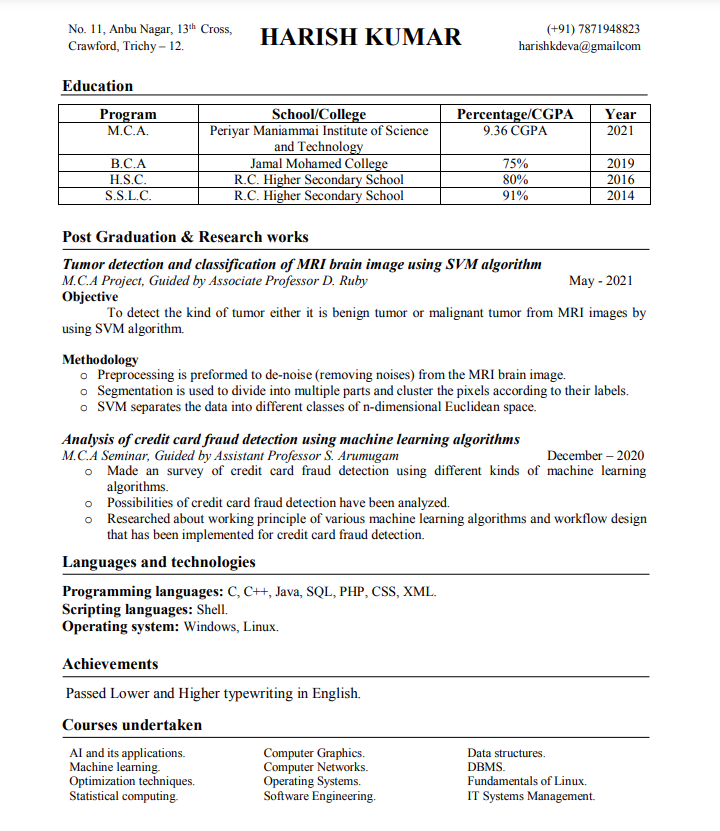 No. 11, Anbu Nagar, 13th Cross,
Crawford, Trichy – 12.
HARISH KUMAR
(+91) 7871948823
harishkdeva@gmailcom
Education
Program School/College Percentage/CGPA Year
M.C.A. Periyar Maniammai Institute of Science and Technology 9.36 CGPA 2021
B.C.A Jamal Mohamed College 75% 2019
H.S.C. R.C. Higher Secondary School 80% 2016
S.S.L.C. R.C. Higher Secondary School 91% 2014
Post Graduation & Research works
Tumor detection and classification of MRI brain image using SVM algorithm
M.C.A Project, Guided by Associate Professor D. Ruby May - 2021
Objective
To detect the kind of tumor either it is benign tumor or malignant tumor from MRI images by
using SVM algorithm.
Methodology
o Preprocessing is preformed to de-noise (removing noises) from the MRI brain image.
o Segmentation is used to divide into multiple parts and cluster the pixels according to their labels.
o SVM separates the data into different classes of n-dimensional Euclidean space.
Analysis of credit card fraud detection using machine learning algorithms
M.C.A Seminar, Guided by Assistant Professor S. Arumugam December – 2020
o Made an survey of credit card fraud detection using different kinds of machine learning
algorithms.
o Possibilities of credit card fraud detection have been analyzed.
o Researched about working principle of various machine learning algorithms and workflow design
that has been implemented for credit card fraud detection.
Languages and technologies
Programming languages: C, C++, Java, SQL, PHP, CSS, XML.
Scripting languages: Shell.
Operating system: Windows, Linux.
Achievements
Passed Lower and Higher typewriting in English.
Courses undertaken
AI and its applications. Computer Graphics. Data structures.
Machine learning. Computer Networks. DBMS.
Optimization techniques. Operating Systems. Fundamentals of Linux.
Statistical computing. Software Engineering. IT Systems Management.